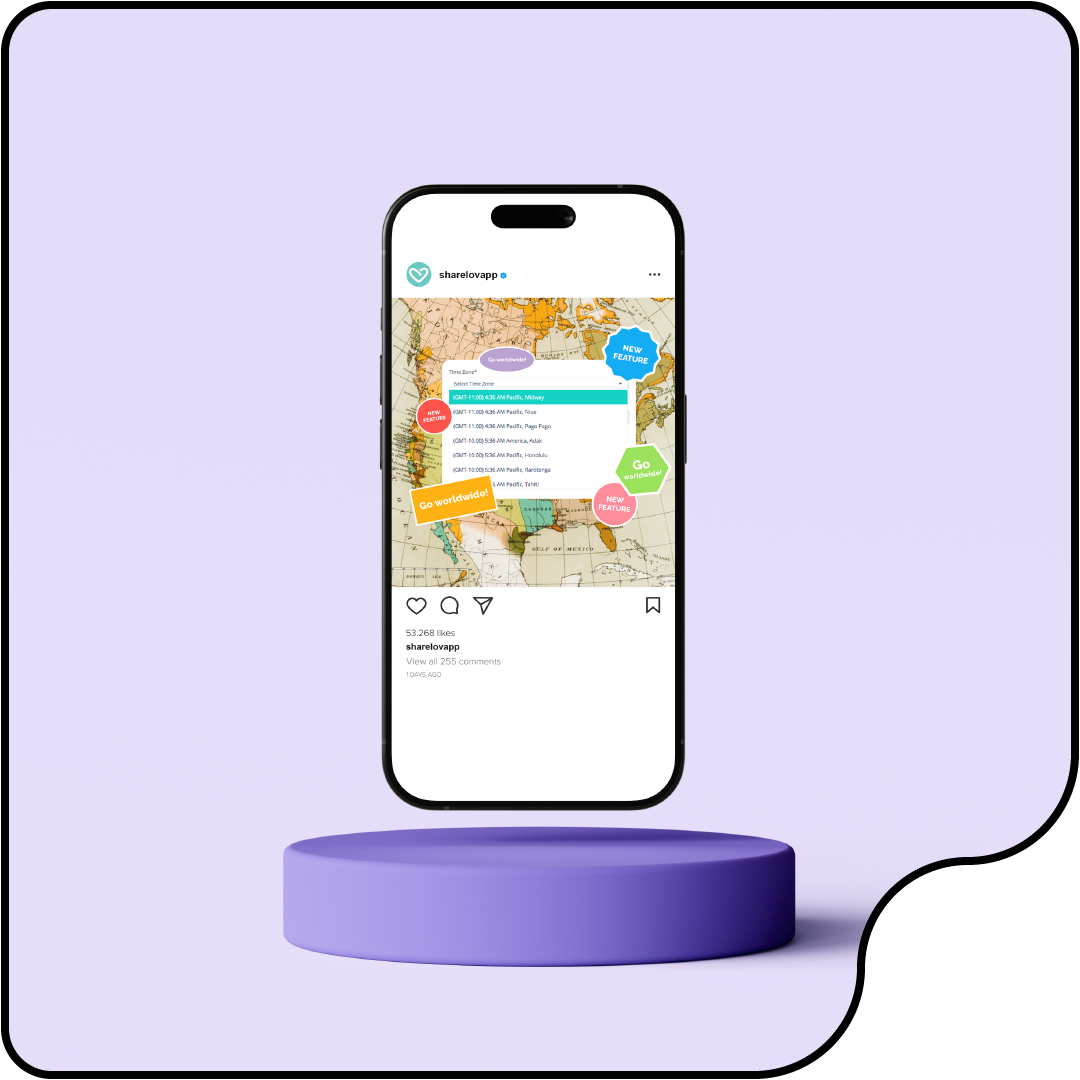 sharelovapp
Go worldwide!
NEW
FEATURE
Time Zone*
Select Time Zone
(GMT-11:00) 4:36 AM Pacific, Midway
NEW
FEATURE
(GMT-11:00) 4:36 AM Pacific, Niue
(GMT-11:00) 4:36 AM Pacific, Pago Pago
(GMT-10:00) 5:36 AM America, Adak
(GMT-10:00) 5:36 AM Pacific, Honolulu
Go
worldwide!
(GMT-10:00) 5:36 AM Pacific, Rarotonga
6 AM Pacific, Tahiti
Go worldwide!
NEW
FEATURE
GULF OF MEXICO
53.268 likes
sharelovapp
View all 255 comments
1 DAYS AGO